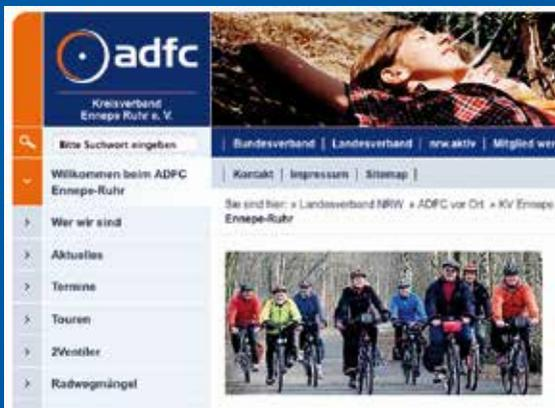 adfc
Kreisverband
Ennepe Ruhr e. V.
Bitte Suchwort eingeben
Bundesverband | Landesverband | nrw.aktiv | Mitglied wer
Willkommen beim ADFC
Ennepe-Ruhr
Kontakt | Impressum | Sitemap |
Sie sind hier: » Landesverband NRW » ADFC vor Ort » KV Ennepe
Ennepe-Ruhr
Wer wir sind
Aktuelles
Termine
Touren
2Ventiler
Radwegmängel